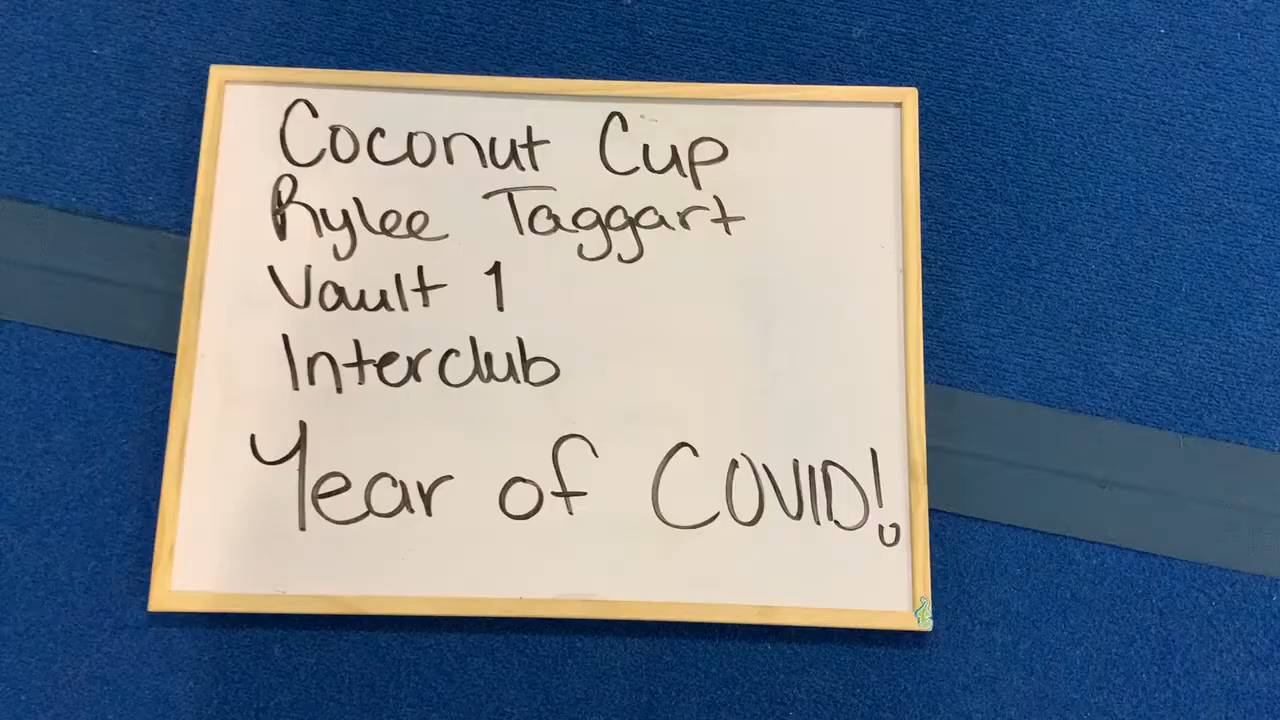 Coconut Cup
Rylee Taggart
Vault 1
Interclub
Year of COVID!